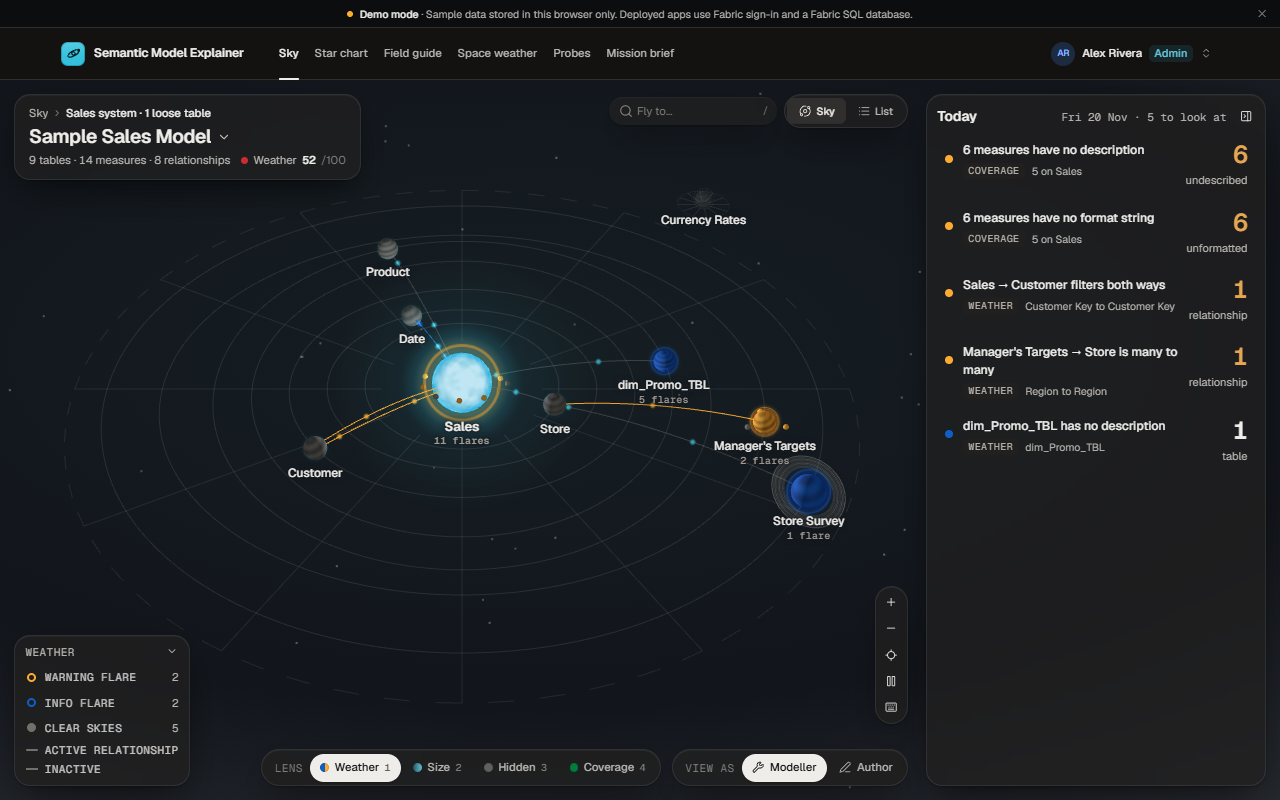 Demo mode · Sample data stored in this browser only. Deployed apps use Fabric sign-in and a Fabric SQL database.
Semantic Model Explainer
Sky Star chart Field guide Space weather Probes Mission brief
AR Alex Rivera Admin
Sky › Sales system · 1 loose table
Sample Sales Model
9 tables · 14 measures · 8 relationships Weather 52 /100
Fly to... /
Sky List
Currency Rates
Product
Date
Sales
11 flares
dim_Promo_TBL
5 flares
Store
Manager's Targets
2 flares
Customer
Store Survey
1 flare
WEATHER
WARNING FLARE 2
INFO FLARE 2
CLEAR SKIES 5
ACTIVE RELATIONSHIP
INACTIVE
LENS Weather 1 Size 2 Hidden 3 Coverage 4
VIEW AS Modeller Author
Today Fri 20 Nov · 5 to look at
6 measures have no description 6
COVERAGE 5 on Sales undescribed
6 measures have no format string 6
COVERAGE 5 on Sales unformatted
Sales → Customer filters both ways 1
WEATHER Customer Key to Customer Key relationship
Manager's Targets → Store is many to many 1
WEATHER Region to Region relationship
dim_Promo_TBL has no description 1
WEATHER dim_Promo_TBL table